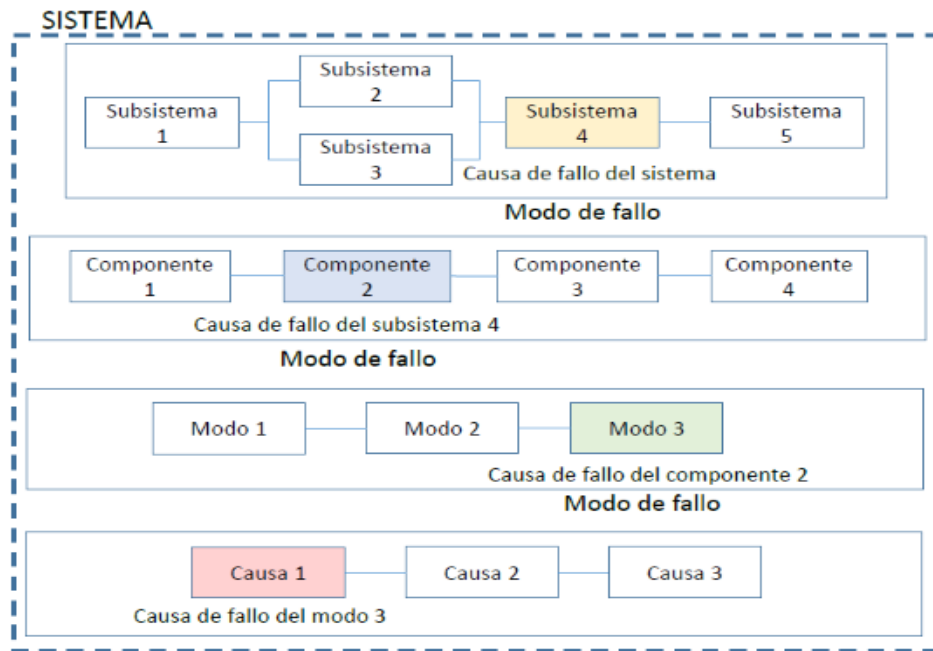 SISTEMA
Subsistema
1
Subsistema
2
Subsistema
3
Subsistema
4
Subsistema
5
Causa de fallo del sistema
Modo de fallo
Componente
1
Componente
2
Componente
3
Componente
4
Causa de fallo del subsistema 4
Modo de fallo
Modo 1
Modo 2
Modo 3
Causa de fallo del componente 2
Modo de fallo
Causa 1
Causa 2
Causa 3
Causa de fallo del modo 3